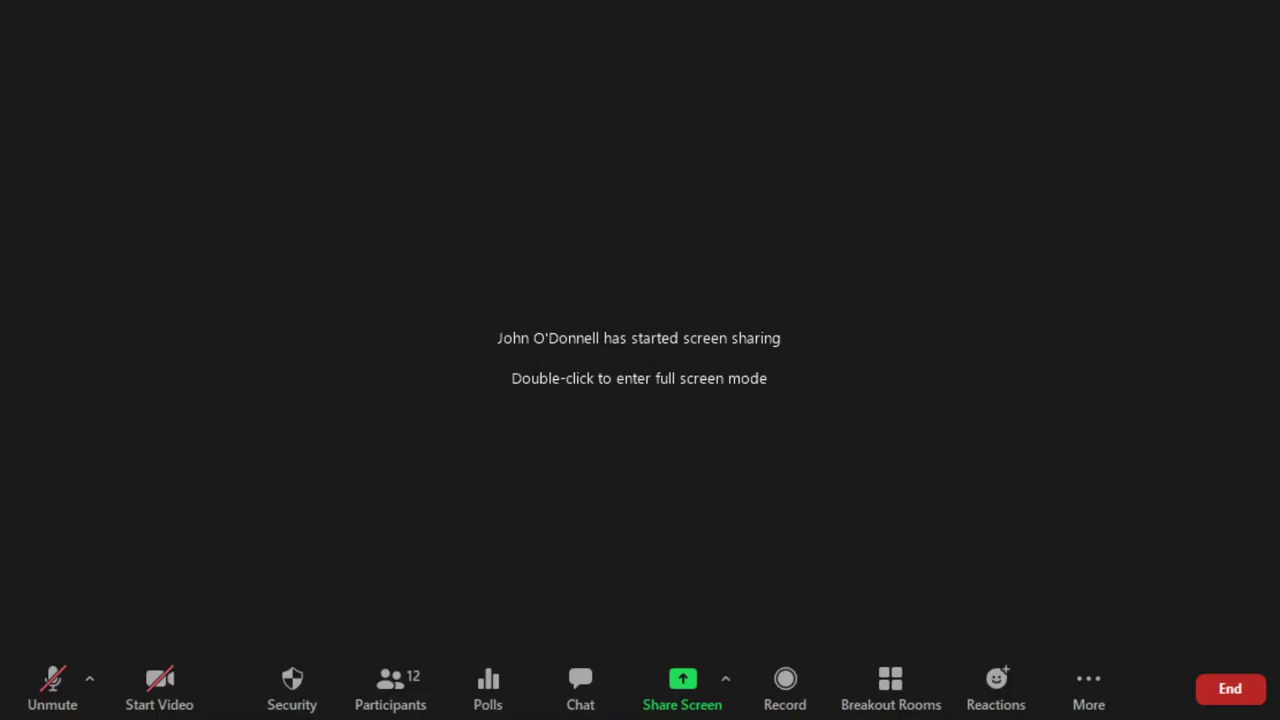 John O'Donnell has started screen sharing
Double-click to enter full screen mode
12
Unmute
Start Video
Security
Participants
Polls
Chat
Share Screen
Record
Breakout Rooms
Reactions
More
End